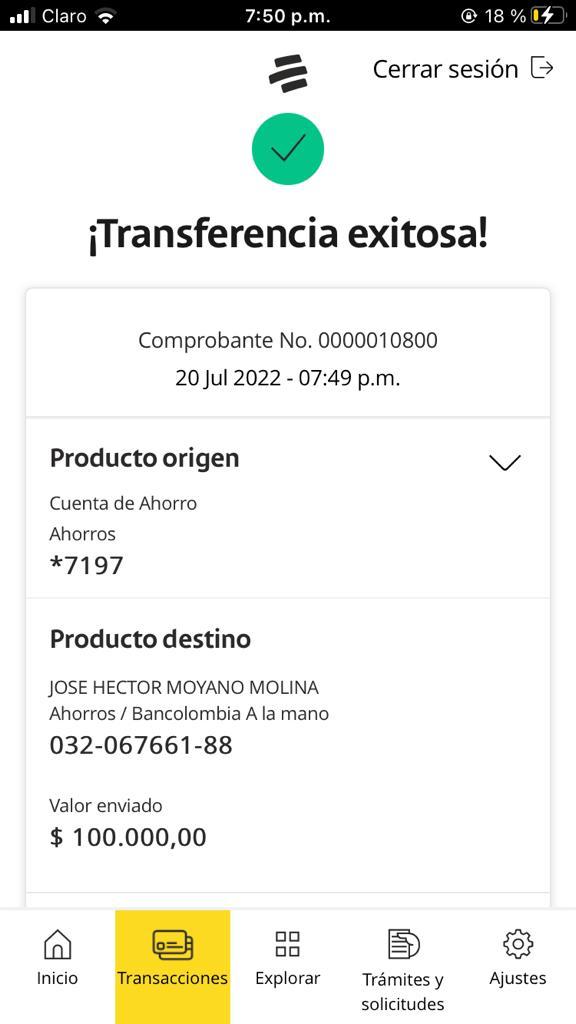 Claro
7:50 p.m.
18 %
Cerrar sesión
¡Transferencia exitosa!
Comprobante No. 0000010800
20 Jul 2022 - 07:49 p.m.
Producto origen
Cuenta de Ahorro
Ahorros
*7197
Producto destino
JOSE HECTOR MOYANO MOLINA
Ahorros / Bancolombia A la mano
032-067661-88
Valor enviado
$ 100.000,00
Inicio
Transacciones
Explorar
Trámites y
solicitudes
Ajustes